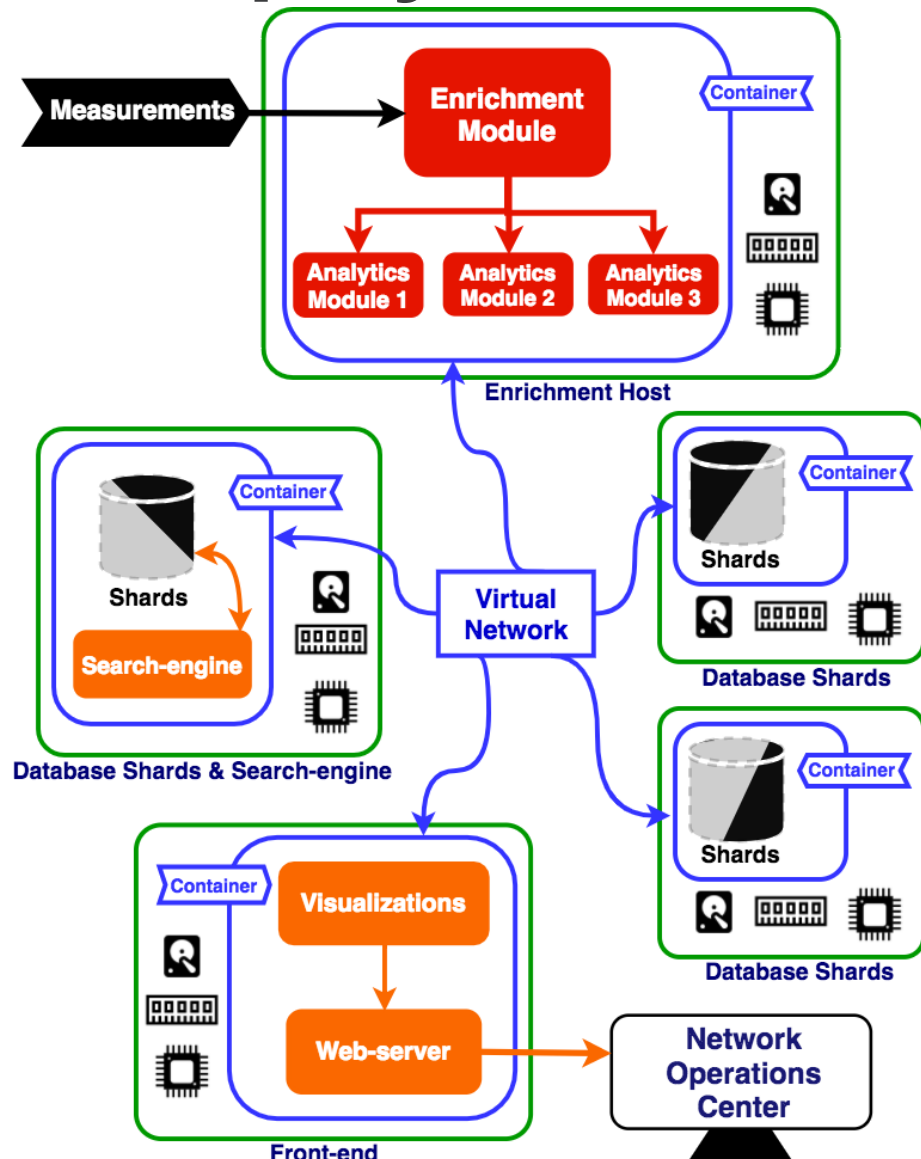 Measurements
Enrichment
Module
Container
Analytics
Module 1
Analytics
Module 2
Analytics
Module 3
Enrichment Host
Container
Shards
Search-engine
Database Shards & Search-engine
Virtual
Network
Container
Shards
Database Shards
Container
Shards
Database Shards
Container
Visualizations
Web-server
Front-end
Network
Operations
Center